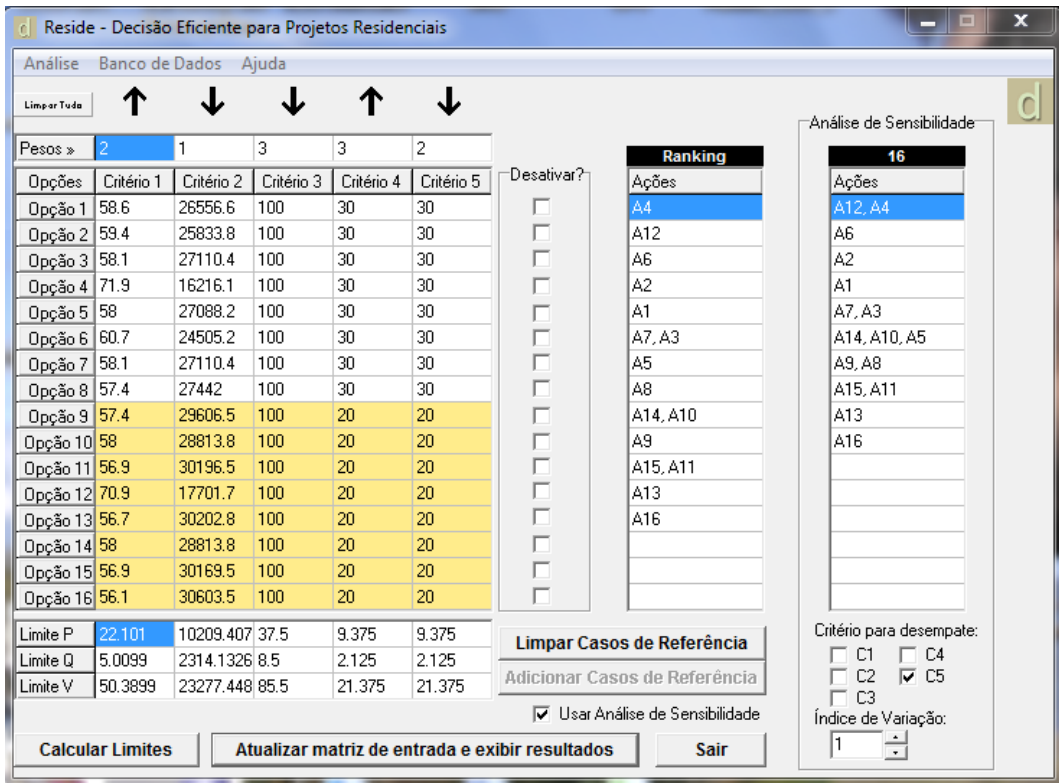 d Reside - Decisão Eficiente para Projetos Residenciais
Análise Banco de Dados Ajuda
Limpar Tudo
d
Análise de Sensibilidade
Pesos » 2 1 3 3 2
Ranking 16
Opções Critério 1 Critério 2 Critério 3 Critério 4 Critério 5 Desativar? Ações Ações
Opção 1 58.6 26556.6 100 30 30 A4 A12, A4
Opção 2 59.4 25833.8 100 30 30 A12 A6
Opção 3 58.1 27110.4 100 30 30 A6 A2
Opção 4 71.9 16216.1 100 30 30 A2 A1
Opção 5 58 27088.2 100 30 30 A1 A7, A3
Opção 6 60.7 24505.2 100 30 30 A7, A3 A14, A10, A5
Opção 7 58.1 27110.4 100 30 30 A5 A9, A8
Opção 8 57.4 27442 100 30 30 A8 A15, A11
Opção 9 57.4 29606.5 100 20 20 A14, A10 A13
Opção 10 58 28813.8 100 20 20 A9 A16
Opção 11 56.9 30196.5 100 20 20 A15, A11
Opção 12 70.9 17701.7 100 20 20 A13
Opção 13 56.7 30202.8 100 20 20 A16
Opção 14 58 28813.8 100 20 20
Opção 15 56.9 30169.5 100 20 20
Opção 16 56.1 30603.5 100 20 20
Limite P 22.101 10209.407 37.5 9.375 9.375
Limite Q 5.0099 2314.1326 8.5 2.125 2.125
Limite V 50.3899 23277.448 85.5 21.375 21.375
Limpar Casos de Referência
Adicionar Casos de Referência
Usar Análise de Sensibilidade
Critério para desempate:
C1 C4
C2 C5
C3
Índice de Variação:
1
Calcular Limites Atualizar matriz de entrada e exibir resultados Sair